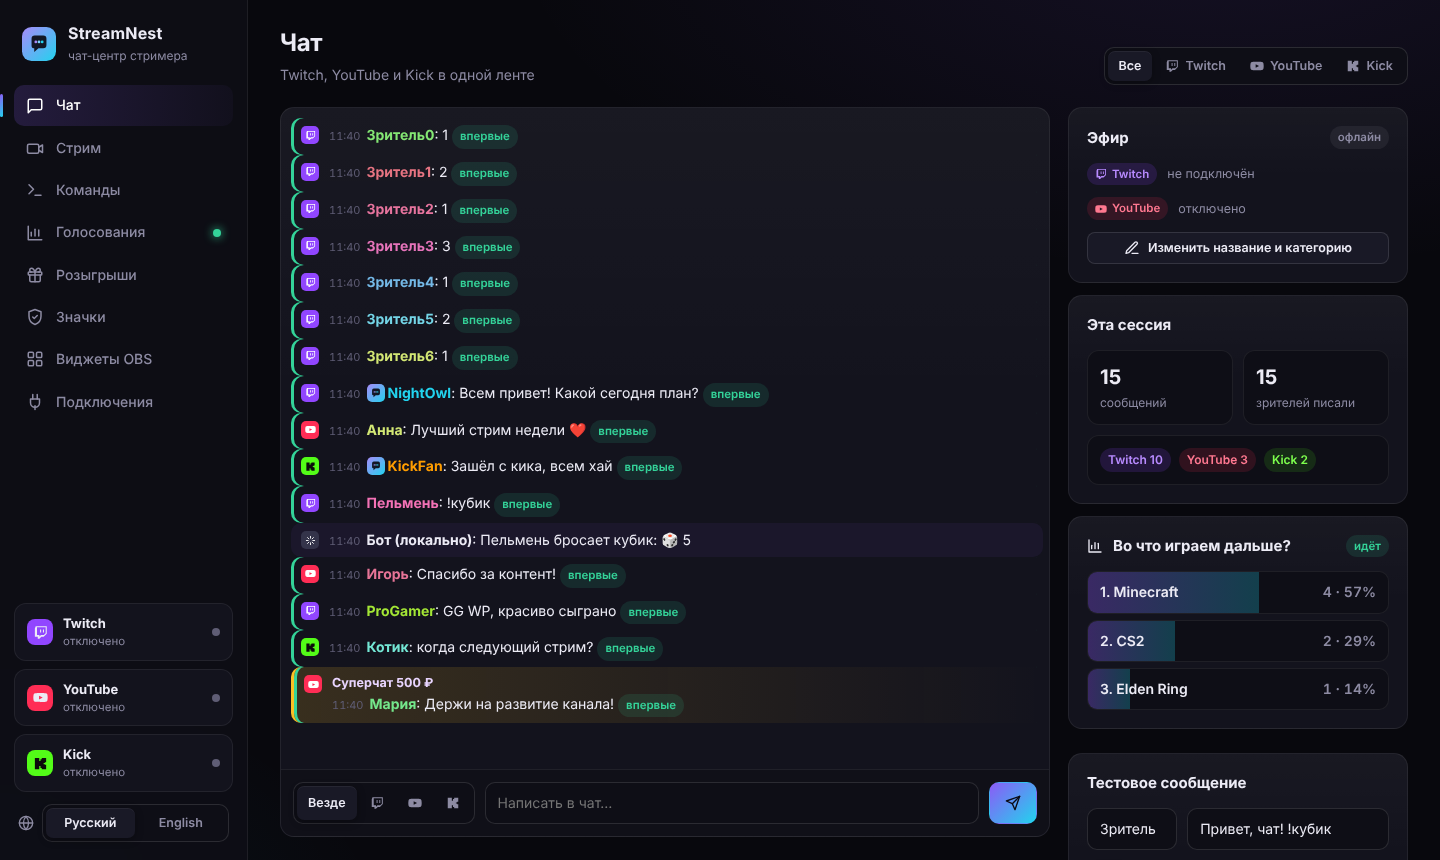 StreamNest
чат-центр стримера
Чат
Стрим
Команды
Голосования
Розыгрыши
Значки
Виджеты OBS
Подключения
Twitch
отключено
YouTube
отключено
Kick
отключено
Русский English
Чат
Twitch, YouTube и Kick в одной ленте
Все Twitch YouTube Kick
11:40 Зритель0: 1 впервые
11:40 Зритель1: 2 впервые
11:40 Зритель2: 1 впервые
11:40 Зритель3: 3 впервые
11:40 Зритель4: 1 впервые
11:40 Зритель5: 2 впервые
11:40 Зритель6: 1 впервые
11:40 NightOwl: Всем привет! Какой сегодня план? впервые
11:40 Анна: Лучший стрим недели ❤️ впервые
11:40 KickFan: Зашёл с кика, всем хай впервые
11:40 Пельмень: !кубик впервые
11:40 Бот (локально): Пельмень бросает кубик: 🎲 5
11:40 Игорь: Спасибо за контент! впервые
11:40 ProGamer: GG WP, красиво сыграно впервые
11:40 Котик: когда следующий стрим? впервые
Суперчат 500 ₽
11:40 Мария: Держи на развитие канала! впервые
Везде
Написать в чат...
Эфир офлайн
Twitch не подключён
YouTube отключено
Изменить название и категорию
Эта сессия
15 15
сообщений зрителей писали
Twitch 10 YouTube 3 Kick 2
Во что играем дальше? идёт
1. Minecraft 4 · 57%
2. CS2 2 · 29%
3. Elden Ring 1 · 14%
Тестовое сообщение
Зритель Привет, чат! !кубик